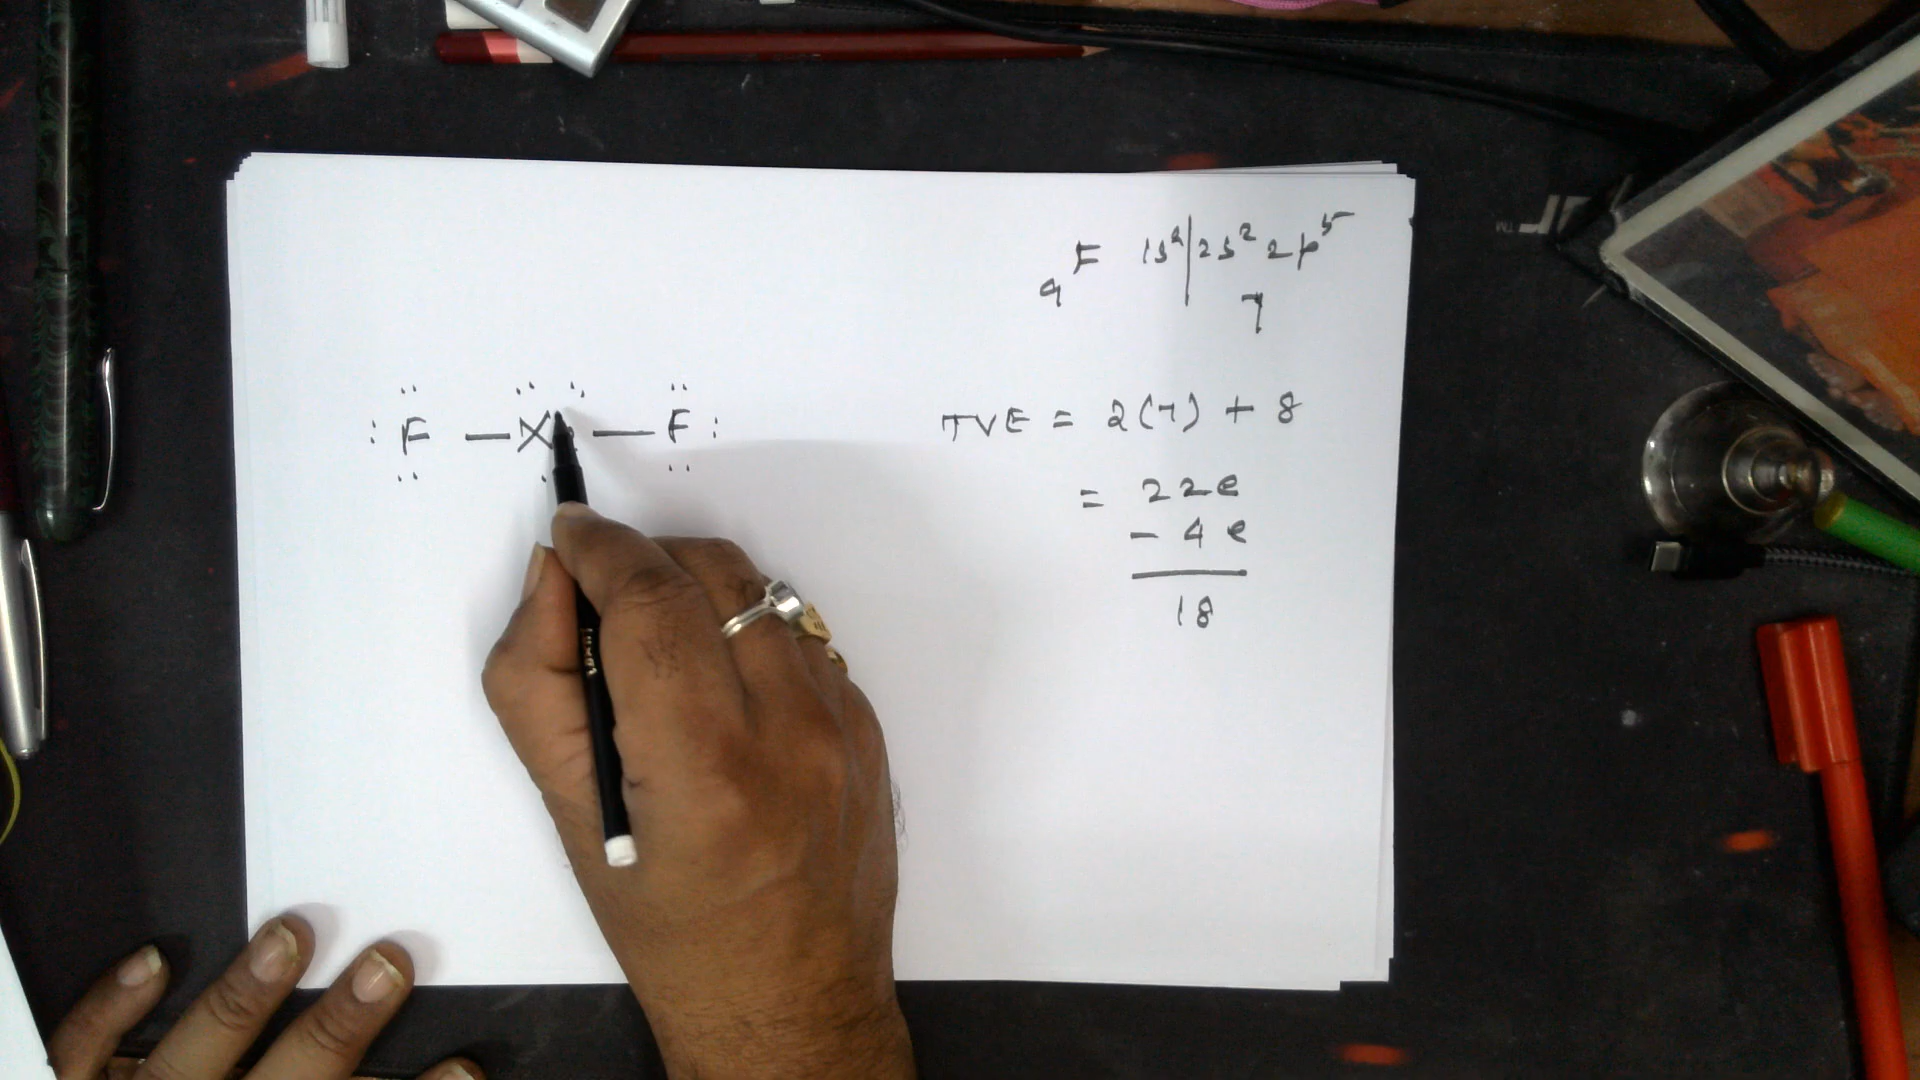 9F 1s² | 2s² 2p⁵
7
:F — Xe — F:
TVE = 2(7) + 8
= 22e
- 4e
18